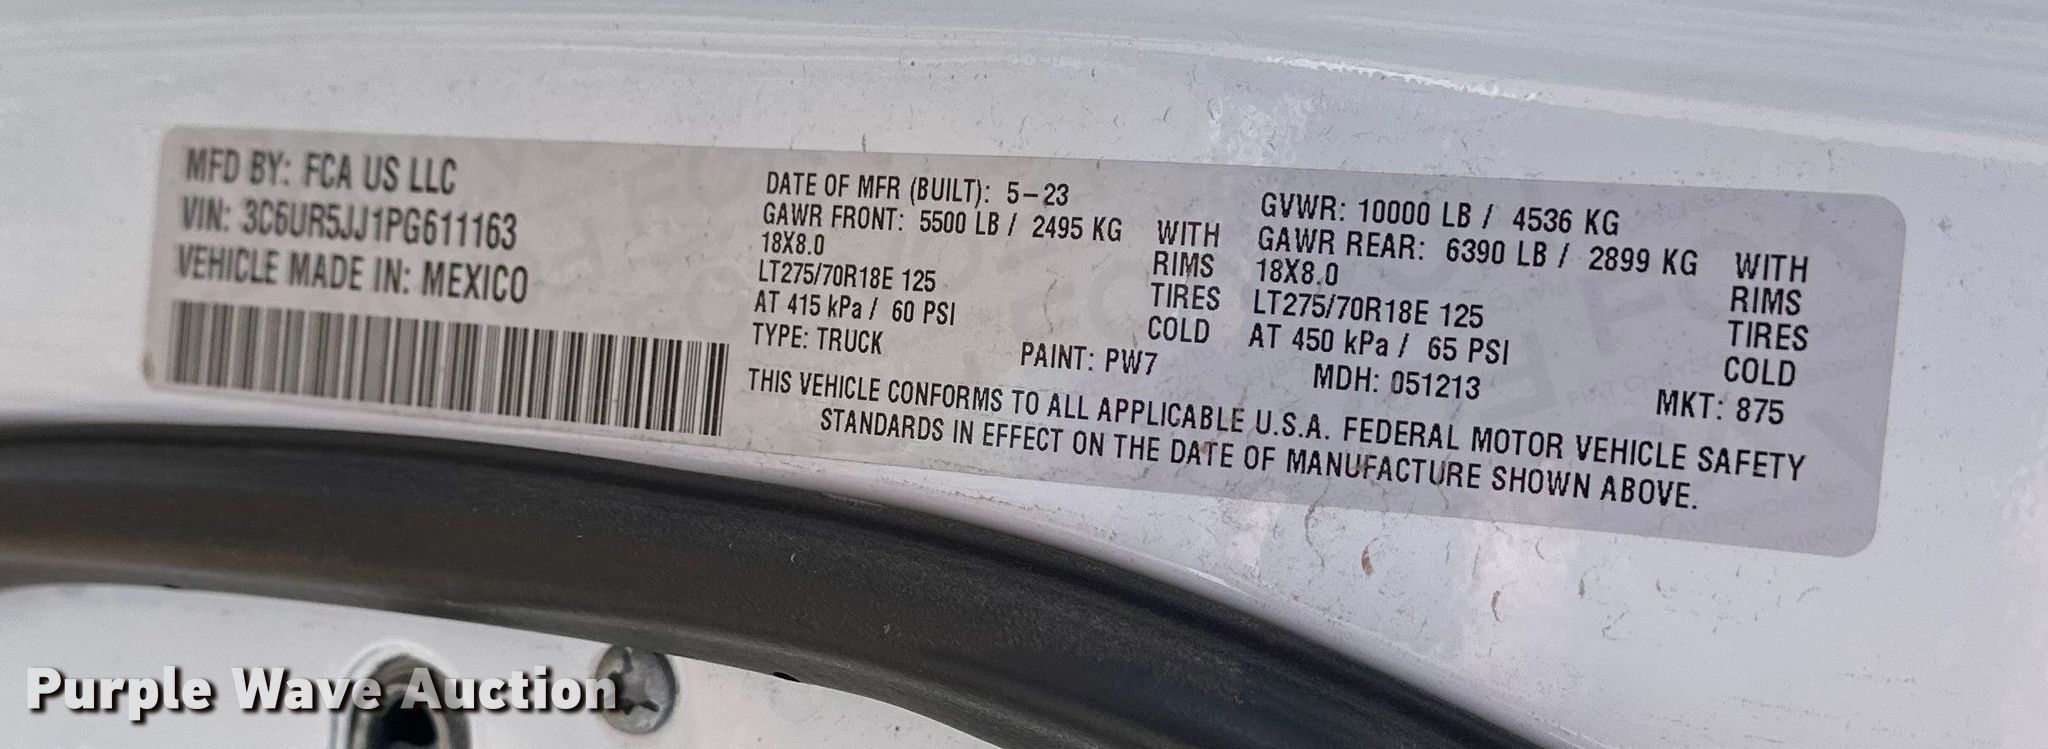 MFD BY: FCA US LLC
VIN: 3C6UR5JJ1PG611163
VEHICLE MADE IN: MEXICO
DATE OF MFR (BUILT): 5-23
GAWR FRONT: 5500 LB / 2495 KG WITH
18X8.0 RIMS
LT275/70R18E 125 TIRES
AT 415 kPa / 60 PSI COLD
TYPE: TRUCK PAINT: PW7
GVWR: 10000 LB / 4536 KG
GAWR REAR: 6390 LB / 2899 KG WITH
18X8.0 RIMS
LT275/70R18E 125 TIRES
AT 450 kPa / 65 PSI COLD
MDH: 051213 MKT: 875
THIS VEHICLE CONFORMS TO ALL APPLICABLE U.S.A. FEDERAL MOTOR VEHICLE SAFETY
STANDARDS IN EFFECT ON THE DATE OF MANUFACTURE SHOWN ABOVE.
Purple Wave Auction